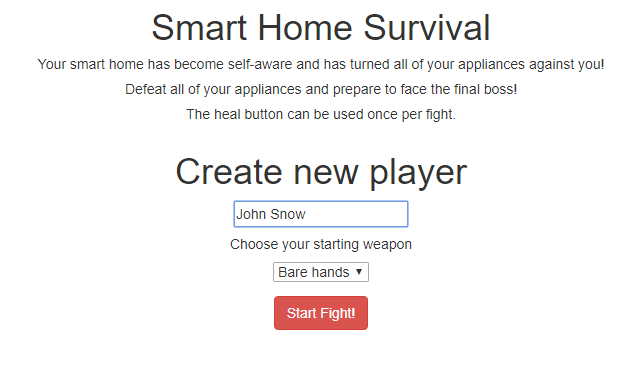 Smart Home Survival
Your smart home has become self-aware and has turned all of your appliances against you!
Defeat all of your appliances and prepare to face the final boss!
The heal button can be used once per fight.
Create new player
John Snow
Choose your starting weapon
Bare hands
Start Fight!